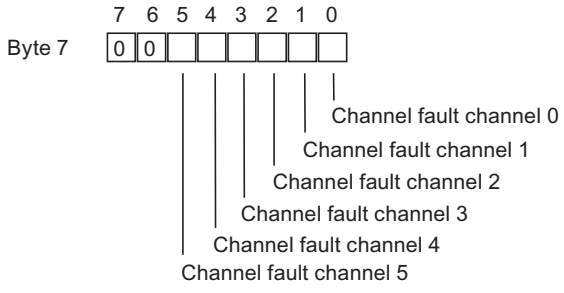 7 6 5 4 3 2 1 0
Byte 7 0 0
Channel fault channel 0
Channel fault channel 1
Channel fault channel 2
Channel fault channel 3
Channel fault channel 4
Channel fault channel 5